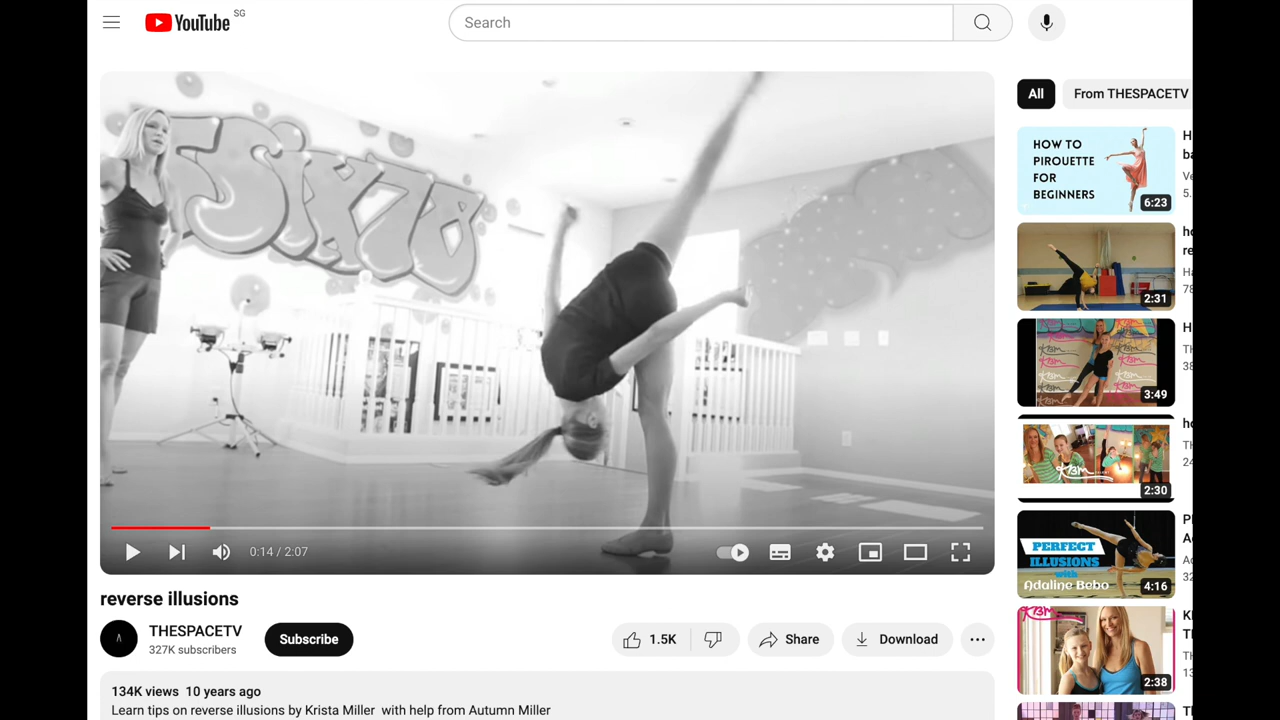 YouTube SG
Search
All
From THESPACETV
HOW TO
PIROUETTE
FOR
BEGINNERS
6:23
2:31
3:49
2:30
PERFECT
ILLUSIONS
with
Adaline Bebo
4:16
2:38
0:14 / 2:07
reverse illusions
THESPACETV
327K subscribers
Subscribe
1.5K
Share
Download
134K views 10 years ago
Learn tips on reverse illusions by Krista Miller with help from Autumn Miller